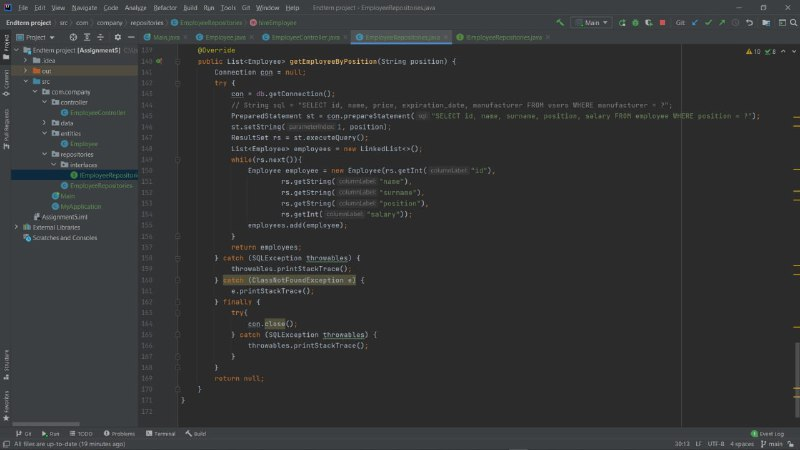 File Edit View Navigate Code Analyze Refactor Build Run Tools Git Window Help Endterm project - EmployeeRepositories.java
Endterm project src com company repositories EmployeeRepositories hireEmployee
Main
Git:
Project
Main.java
Employee.java
EmployeeController.java
EmployeeRepositories.java
IEmployeeRepositories.java
Endterm project [Assignment5]
.idea
out
src
com.company
controller
EmployeeController
data
entities
Employee
repositories
interfaces
IEmployeeRepositorie
EmployeeRepositories
Main
MyApplication
Assignment5.iml
External Libraries
Scratches and Consoles
Project
Commit
Pull Requests
Structure
Favorites
10 8
139 @Override
140 public List<Employee> getEmployeeByPosition(String position) {
141 Connection con = null;
142 try {
143 con = db.getConnection();
144 // String sql = "SELECT id, name, price, expiration_date, manufacturer FROM users WHERE manufacturer = ?";
145 PreparedStatement st = con.prepareStatement( sql: "SELECT id, name, surname, position, salary FROM employee WHERE position = ?");
146 st.setString( parameterIndex: 1, position);
147 ResultSet rs = st.executeQuery();
148 List<Employee> employees = new LinkedList<>();
149 while(rs.next()){
150 Employee employee = new Employee(rs.getInt( columnLabel: "id"),
151 rs.getString( columnLabel: "name"),
152 rs.getString( columnLabel: "surname"),
153 rs.getString( columnLabel: "position"),
154 rs.getInt( columnLabel: "salary"));
155 employees.add(employee);
156 }
157 return employees;
158 } catch (SQLException throwables) {
159 throwables.printStackTrace();
160 } catch (ClassNotFoundException e) {
161 e.printStackTrace();
162 } finally {
163 try{
164 con.close();
165 } catch (SQLException throwables) {
166 throwables.printStackTrace();
167 }
168 }
169 return null;
170 }
171 }
172
Git Run TODO Problems Terminal Build Event Log
All files are up-to-date (19 minutes ago) 30:13 LF UTF-8 4 spaces main